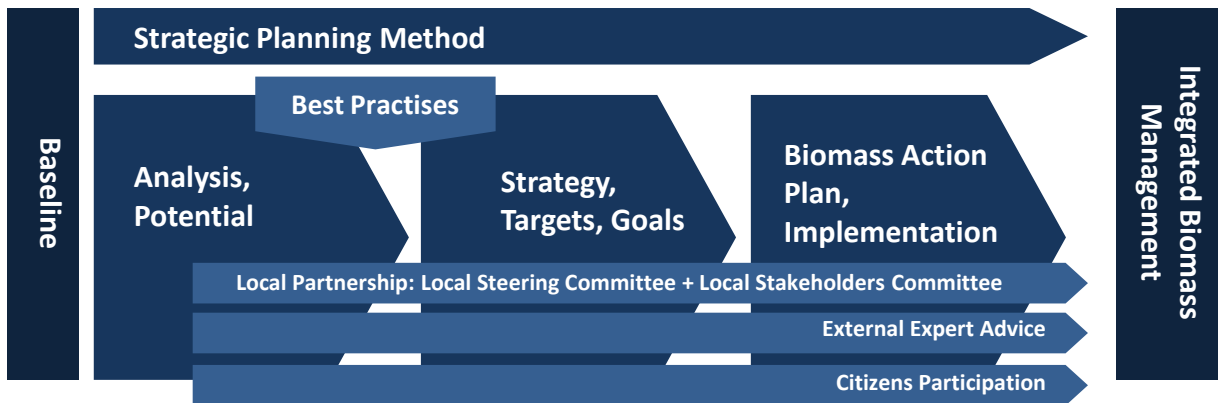 Baseline
Strategic Planning Method
Best Practises
Analysis,
Potential
Strategy,
Targets, Goals
Biomass Action
Plan,
Implementation
Local Partnership: Local Steering Committee + Local Stakeholders Committee
External Expert Advice
Citizens Participation
Integrated Biomass
Management